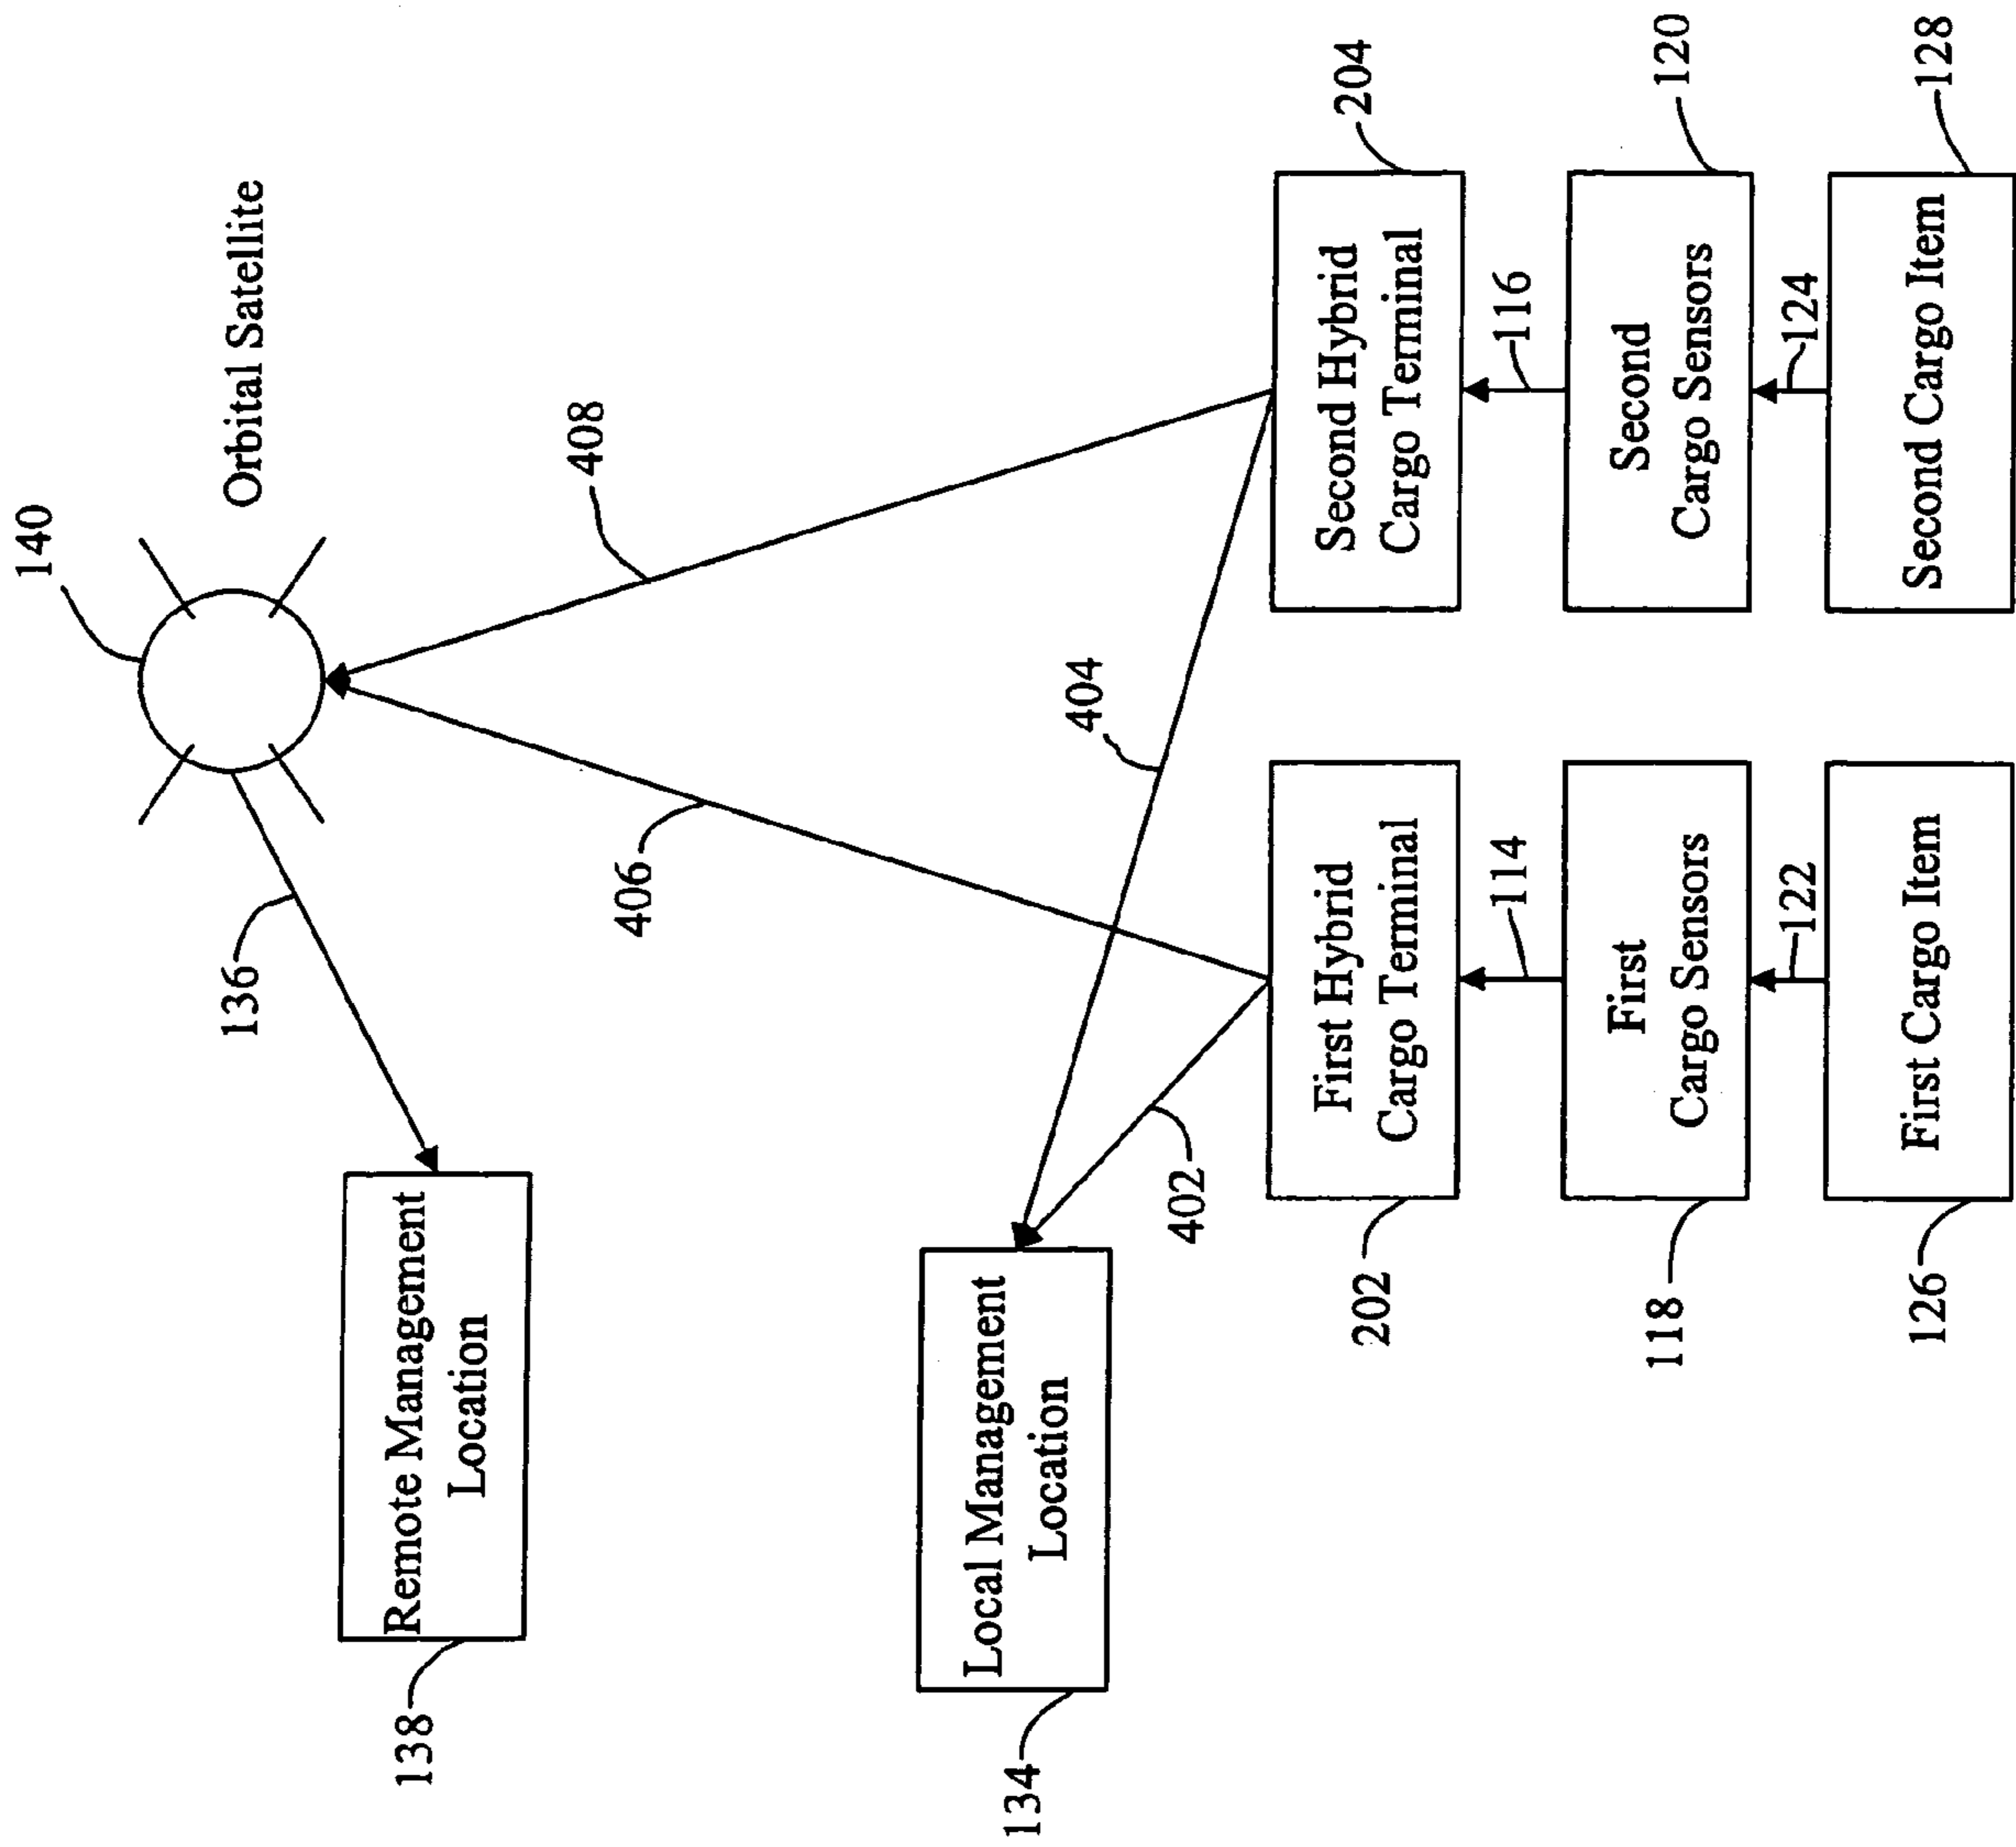 140
Orbital Satellite
136
408
406
138
Remote Management
Location
404
402
134
Local Management
Location
202
First Hybrid
Cargo Terminal
Second Hybrid
Cargo Terminal
204
114
116
118
First
Cargo Sensors
Second
Cargo Sensors
120
122
124
126
First Cargo Item
Second Cargo Item
128